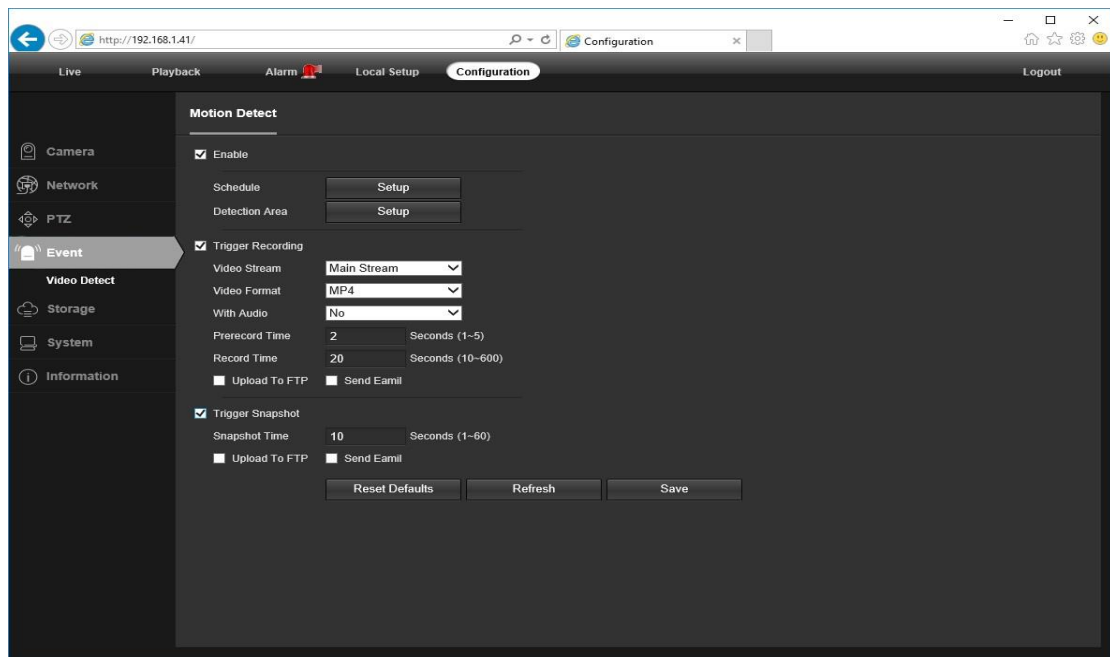 http://192.168.1.41/
Configuration
Live Playback Alarm Local Setup Configuration Logout
Motion Detect
Camera
Network
PTZ
Event
Video Detect
Storage
System
Information
Enable
Schedule Setup
Detection Area Setup
Trigger Recording
Video Stream Main Stream
Video Format MP4
With Audio No
Prerecord Time 2 Seconds (1~5)
Record Time 20 Seconds (10~600)
Upload To FTP Send Eamil
Trigger Snapshot
Snapshot Time 10 Seconds (1~60)
Upload To FTP Send Eamil
Reset Defaults Refresh Save